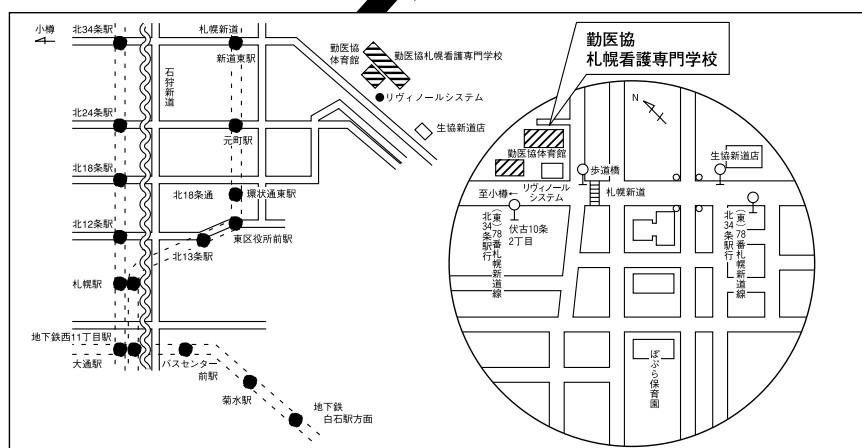 小樽
北34条駅
札幌新道
新道東駅
石狩新道
勤医協
体育館
勤医協札幌看護専門学校
リヴィノールシステム
生協新道店
北24条駅
元町駅
北18条駅
北18条通
環状通東駅
北12条駅
東区役所前駅
北13条駅
札幌駅
地下鉄西11丁目駅
大通駅
バスセンター
前駅
菊水駅
地下鉄
白石駅方面
勤医協
札幌看護専門学校
N
勤医協体育館
歩道橋
生協新道店
リヴィノール
システム
札幌新道
至小樽←
伏古10条
2丁目
(東)78番札幌新道線
北34条駅行
(東)78番札幌新道線
北34条駅行
ぽぷら保育園